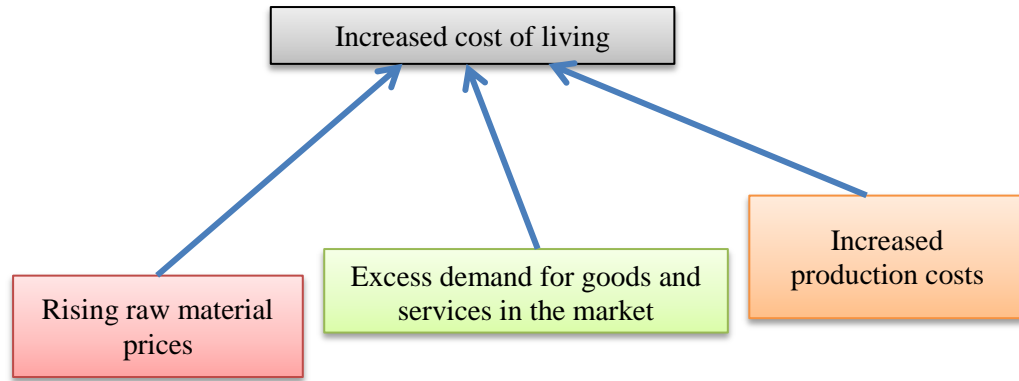 Increased cost of living
Rising raw material
prices
Excess demand for goods and
services in the market
Increased
production costs